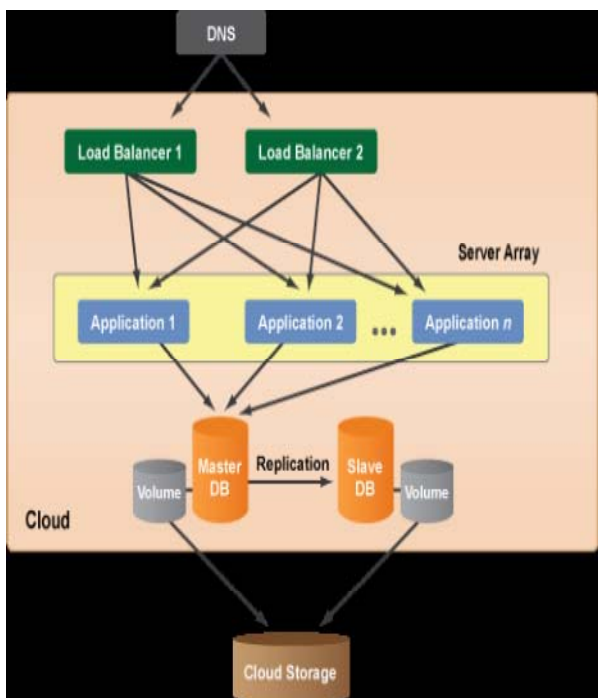 DNS
Load Balancer 1
Load Balancer 2
Server Array
Application 1
Application 2
...
Application n
Master
DB
Replication
Slave
DB
Volume
Volume
Cloud
Cloud Storage